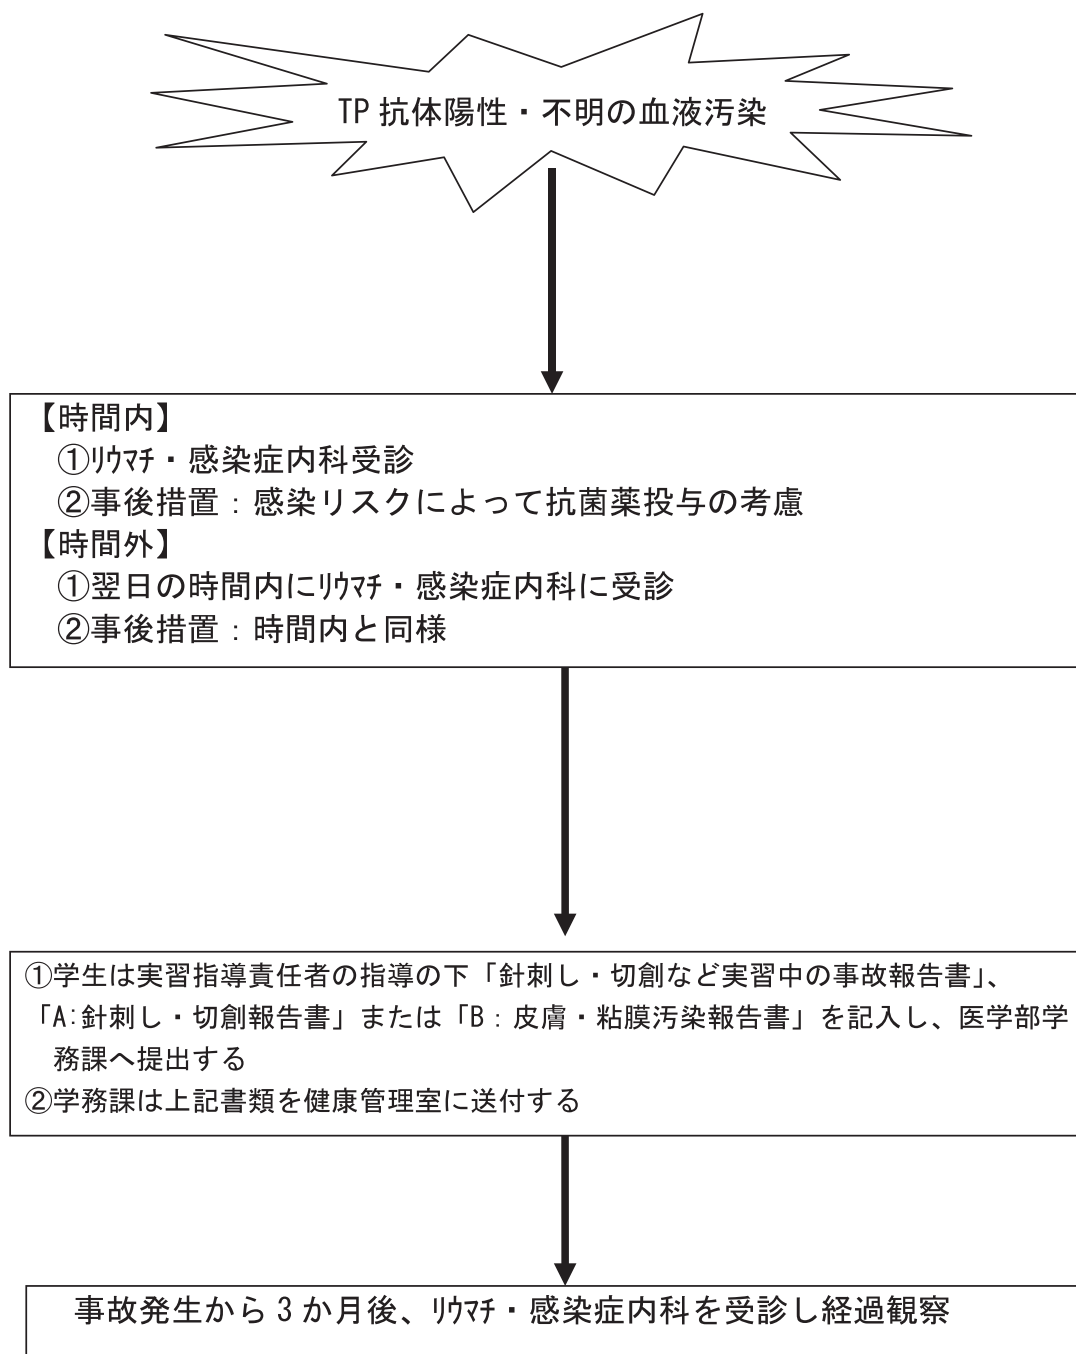 TP 抗体陽性・不明の血液汚染
【時間内】
①ﾘｳﾏﾁ・感染症内科受診
②事後措置：感染リスクによって抗菌薬投与の考慮
【時間外】
①翌日の時間内にﾘｳﾏﾁ・感染症内科に受診
②事後措置：時間内と同様
①学生は実習指導責任者の指導の下「針刺し・切創など実習中の事故報告書」、
「A:針刺し・切創報告書」または「B：皮膚・粘膜汚染報告書」を記入し、医学部学
務課へ提出する
②学務課は上記書類を健康管理室に送付する
事故発生から 3 か月後、ﾘｳﾏﾁ・感染症内科を受診し経過観察